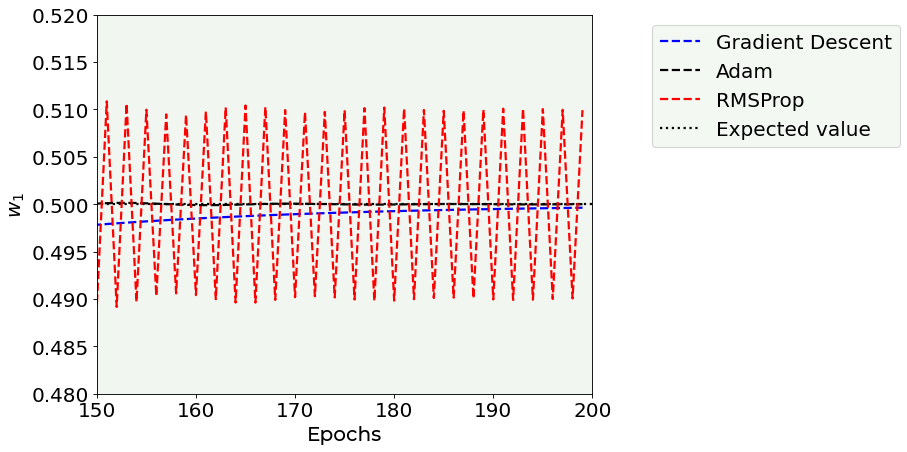 0.520
0.515
0.510
0.505
0.500
0.495
0.490
0.485
0.480
w₁
150 160 170 180 190 200
Epochs
Gradient Descent
Adam
RMSProp
Expected value